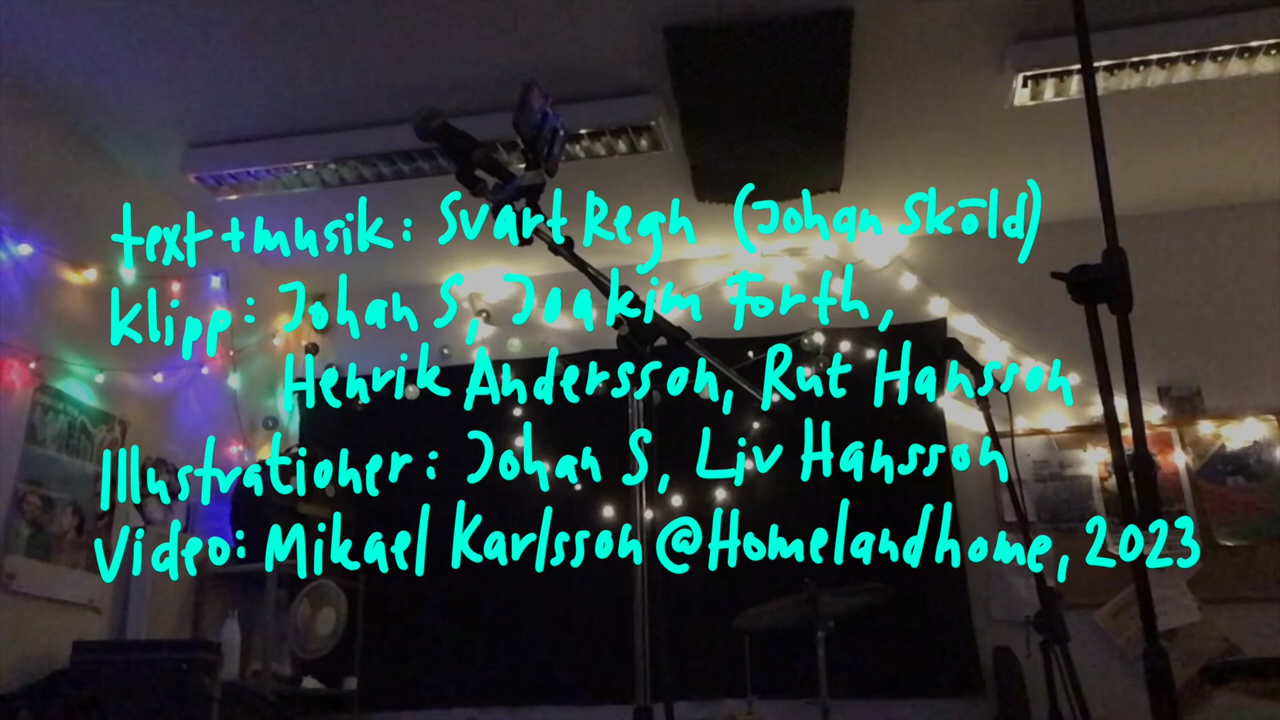 text+musik: Svart Regn (Johan Sköld)
Klipp: Johan S, Joakim Forth,
Henrik Andersson, Rut Hansson
Illustrationer: Johan S, Liv Hansson
Video: Mikael Karlsson@Homelandhome, 2023